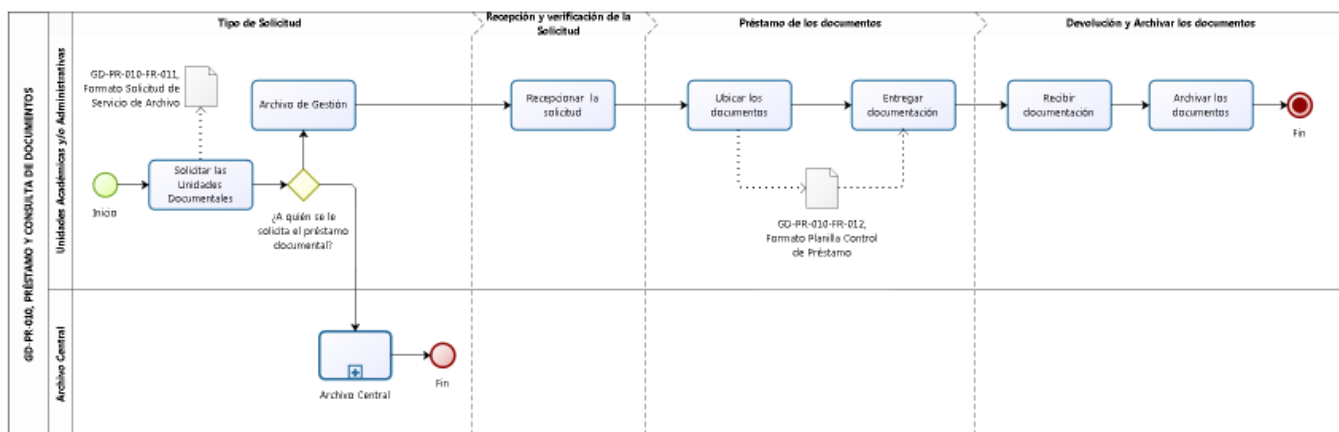 GD-PR-010, PRÉSTAMO Y CONSULTA DE DOCUMENTOS
Unidades Académicas y/o Administrativas
Archivo Central
Tipo de Solicitud
Recepción y verificación de la
Solicitud
Préstamo de los documentos
Devolución y Archivar los documentos
GD-PR-010-FR-011,
Formato Solicitud de
Servicio de Archivo
Archivo de Gestión
Recepcionar la
solicitud
Ubicar los
documentos
Entregar
documentación
Recibir
documentación
Archivar los
documentos
Fin
Inicio
Solicitar las
Unidades
Documentales
¿A quién se le
solicita el préstamo
documental?
GD-PR-010-FR-012,
Formato Planilla Control
de Préstamo
Archivo Central
Fin